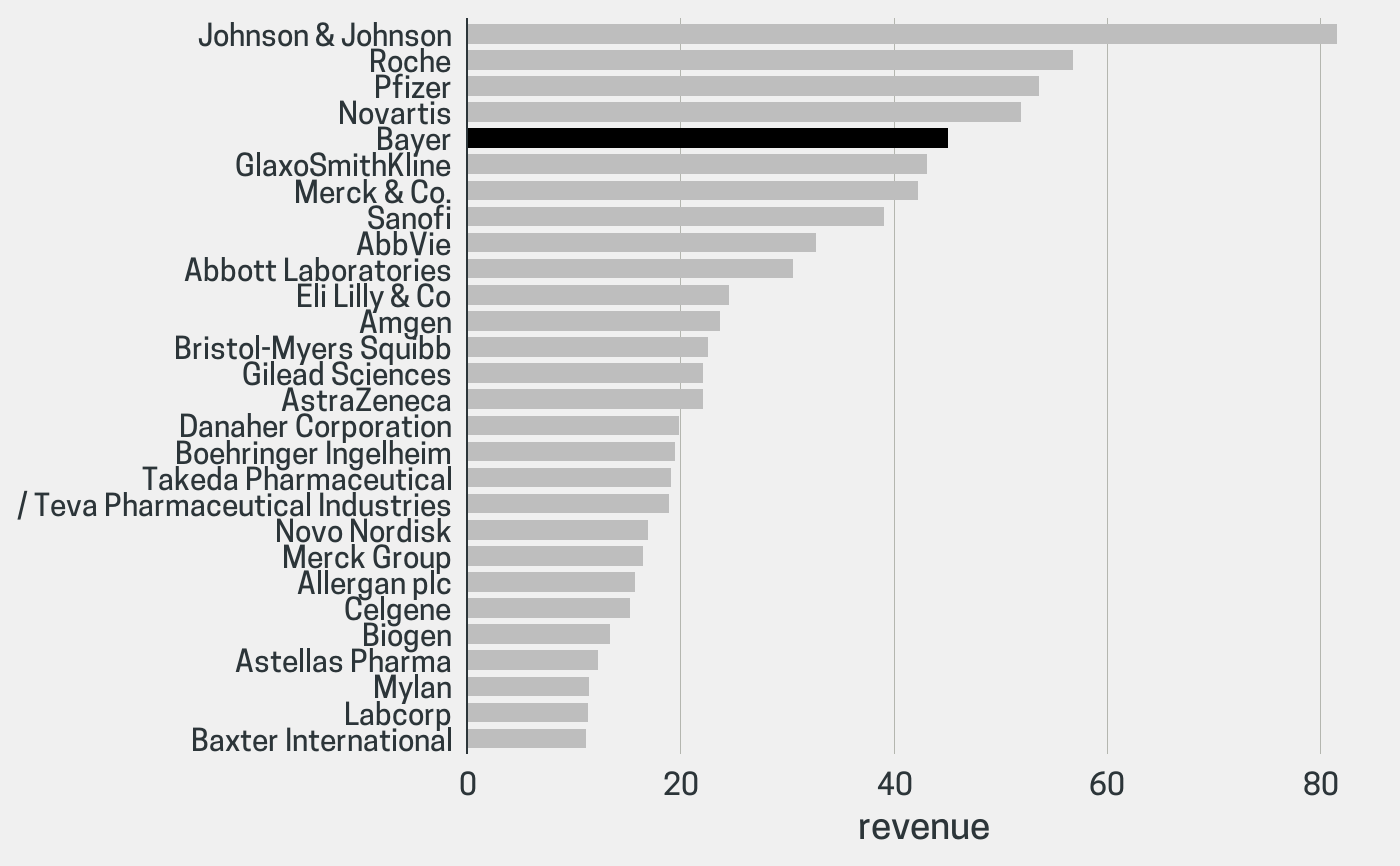 Johnson & Johnson
Roche
Pfizer
Novartis
Bayer
GlaxoSmithKline
Merck & Co.
Sanofi
AbbVie
Abbott Laboratories
Eli Lilly & Co
Amgen
Bristol-Myers Squibb
Gilead Sciences
AstraZeneca
Danaher Corporation
Boehringer Ingelheim
Takeda Pharmaceutical
/ Teva Pharmaceutical Industries
Novo Nordisk
Merck Group
Allergan plc
Celgene
Biogen
Astellas Pharma
Mylan
Labcorp
Baxter International
0 20 40 60 80
revenue